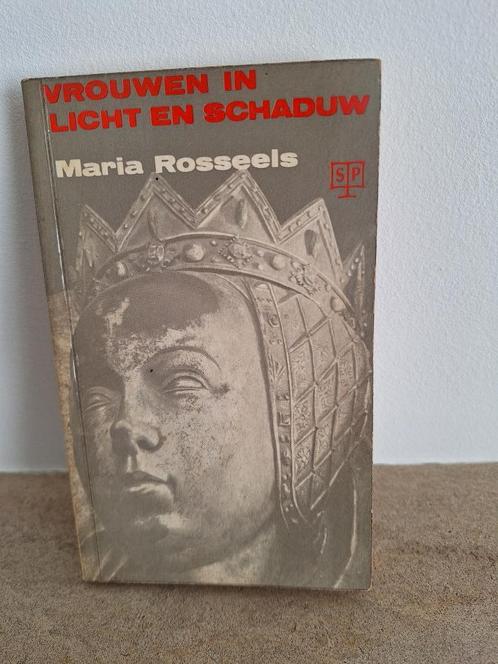 VROUWEN IN
LICHT EN SCHADUW
Maria Rosseels
SP